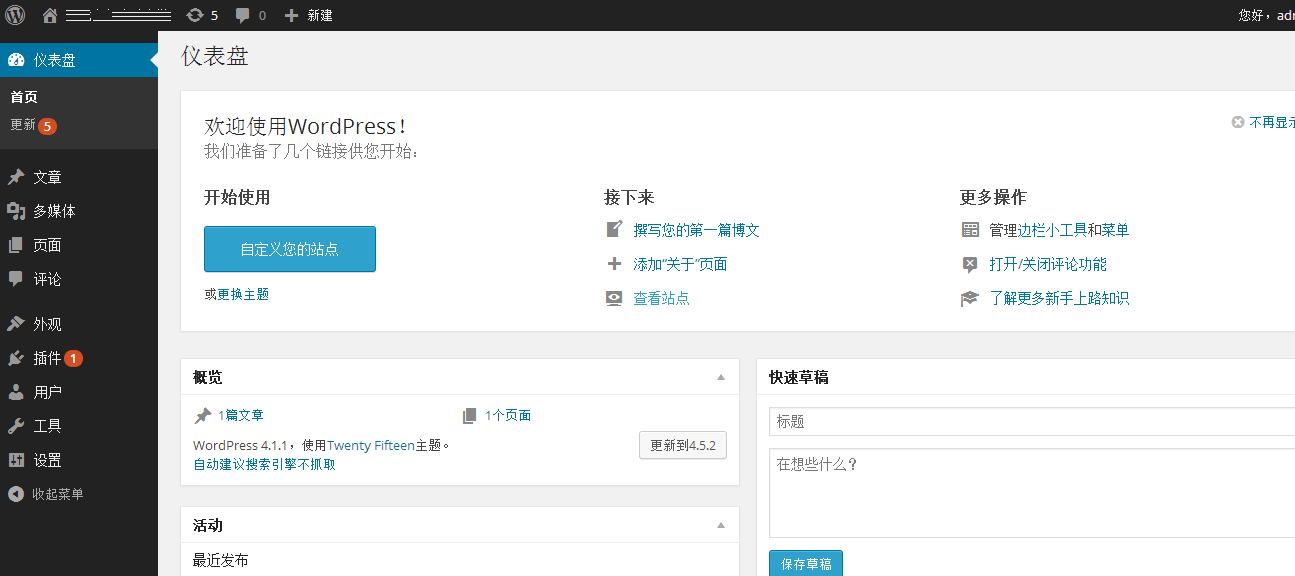 5 0 新建 您好，adr
仪表盘
首页
更新 5
文章
多媒体
页面
评论
外观
插件 1
用户
工具
设置
收起菜单
仪表盘
欢迎使用WordPress！
我们准备了几个链接供您开始：
不再显示
开始使用
自定义您的站点
或更换主题
接下来
撰写您的第一篇博文
添加“关于”页面
查看站点
更多操作
管理边栏小工具和菜单
打开/关闭评论功能
了解更多新手上路知识
概览
1篇文章 1个页面
WordPress 4.1.1，使用Twenty Fifteen主题。
更新到4.5.2
自动建议搜索引擎不抓取
活动
最近发布
快速草稿
标题
在想些什么？
保存草稿